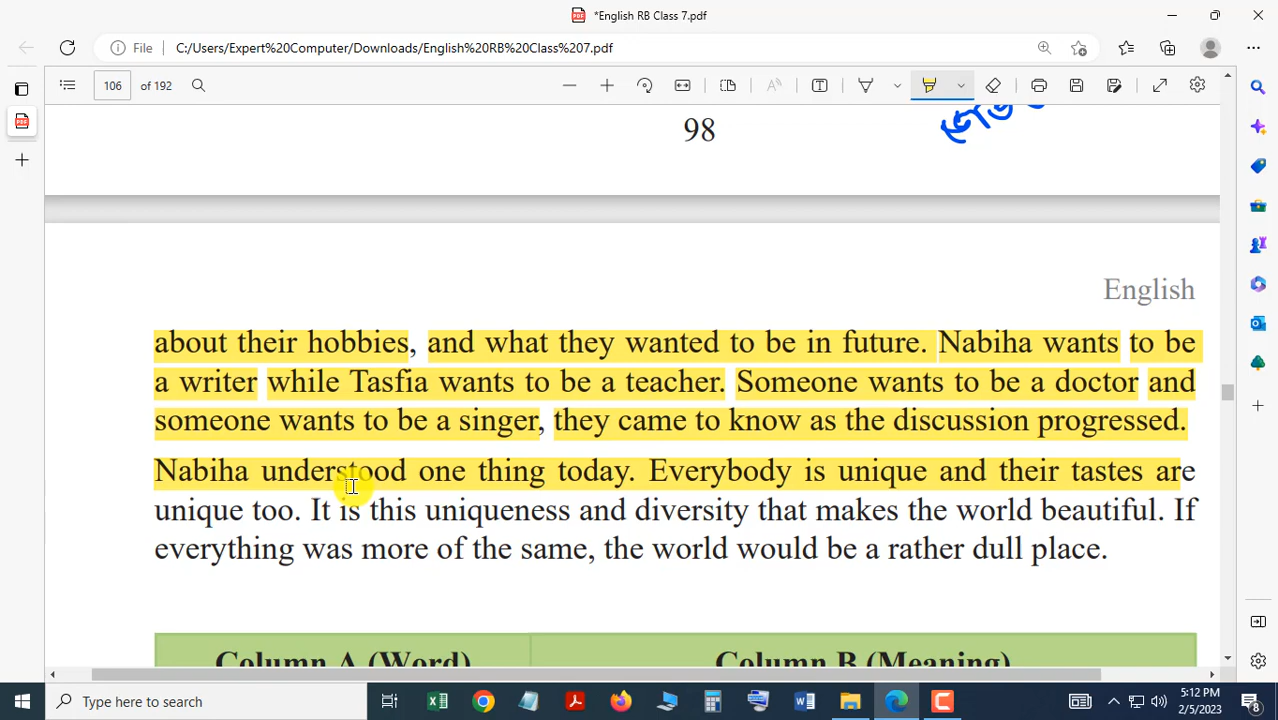 *English RB Class 7.pdf
File C:/Users/Expert%20Computer/Downloads/English%20RB%20Class%207.pdf
106 of 192
98
English
about their hobbies, and what they wanted to be in future. Nabiha wants to be
a writer while Tasfia wants to be a teacher. Someone wants to be a doctor and
someone wants to be a singer, they came to know as the discussion progressed.
Nabiha understood one thing today. Everybody is unique and their tastes are
unique too. It is this uniqueness and diversity that makes the world beautiful. If
everything was more of the same, the world would be a rather dull place.
Column A (Word) Column B (Meaning)
Type here to search
5:12 PM
2/5/2023
8